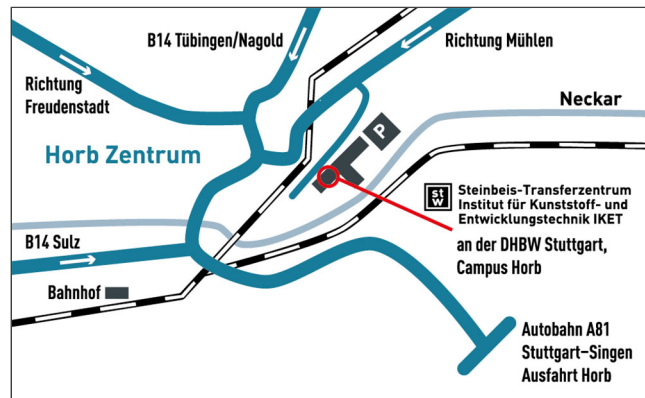 B14 Tübingen/Nagold
Richtung Mühlen
Richtung
Freudenstadt
Neckar
P
Horb Zentrum
st
w
Steinbeis-Transferzentrum
Institut für Kunststoff- und
Entwicklungstechnik IKET
an der DHBW Stuttgart,
Campus Horb
B14 Sulz
Bahnhof
Autobahn A81
Stuttgart–Singen
Ausfahrt Horb